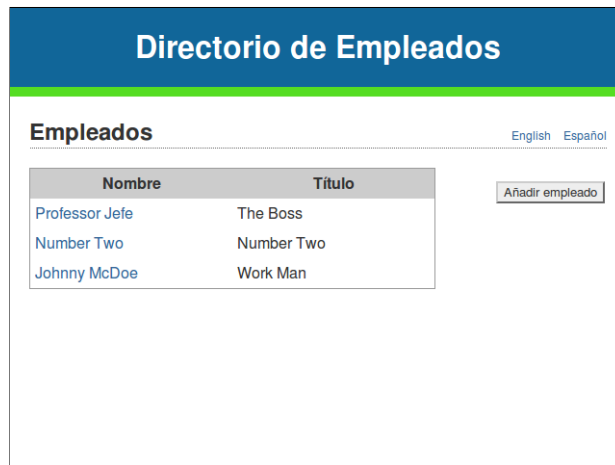 Directorio de Empleados
Empleados
English Español
Nombre Título
Añadir empleado
Professor Jefe The Boss
Number Two Number Two
Johnny McDoe Work Man